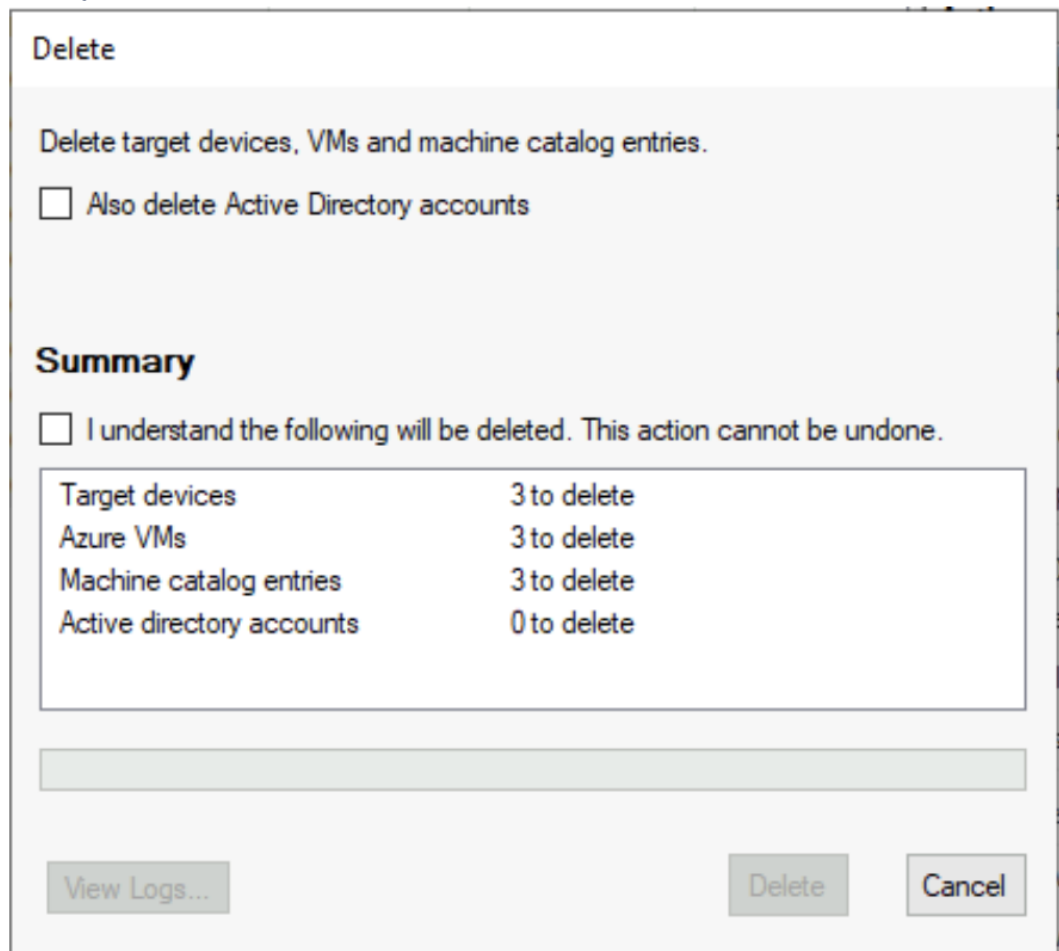 Delete
Delete target devices, VMs and machine catalog entries.
Also delete Active Directory accounts
Summary
I understand the following will be deleted. This action cannot be undone.
Target devices 3 to delete
Azure VMs 3 to delete
Machine catalog entries 3 to delete
Active directory accounts 0 to delete
View Logs... Delete Cancel